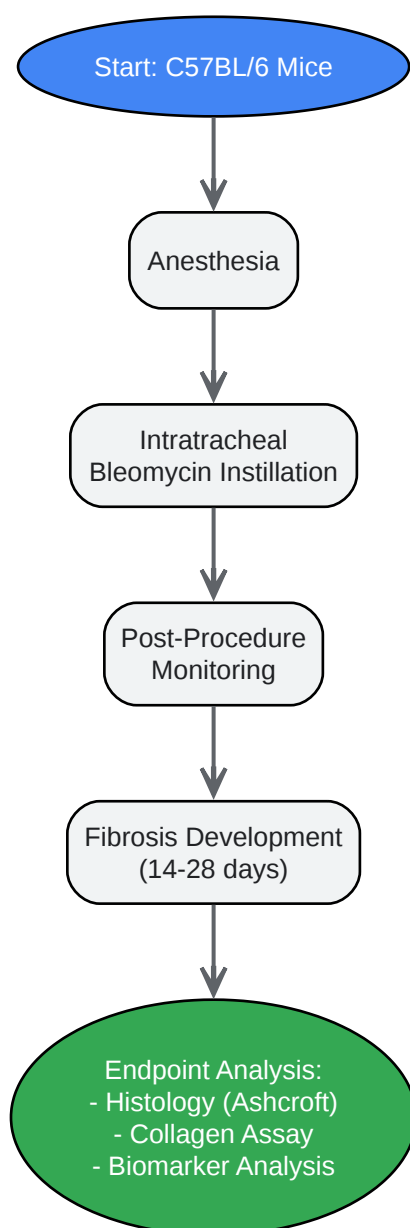 Start: C57BL/6 Mice
Anesthesia
Intratracheal
Bleomycin Instillation
Post-Procedure
Monitoring
Fibrosis Development
(14-28 days)
Endpoint Analysis:
- Histology (Ashcroft)
- Collagen Assay
- Biomarker Analysis